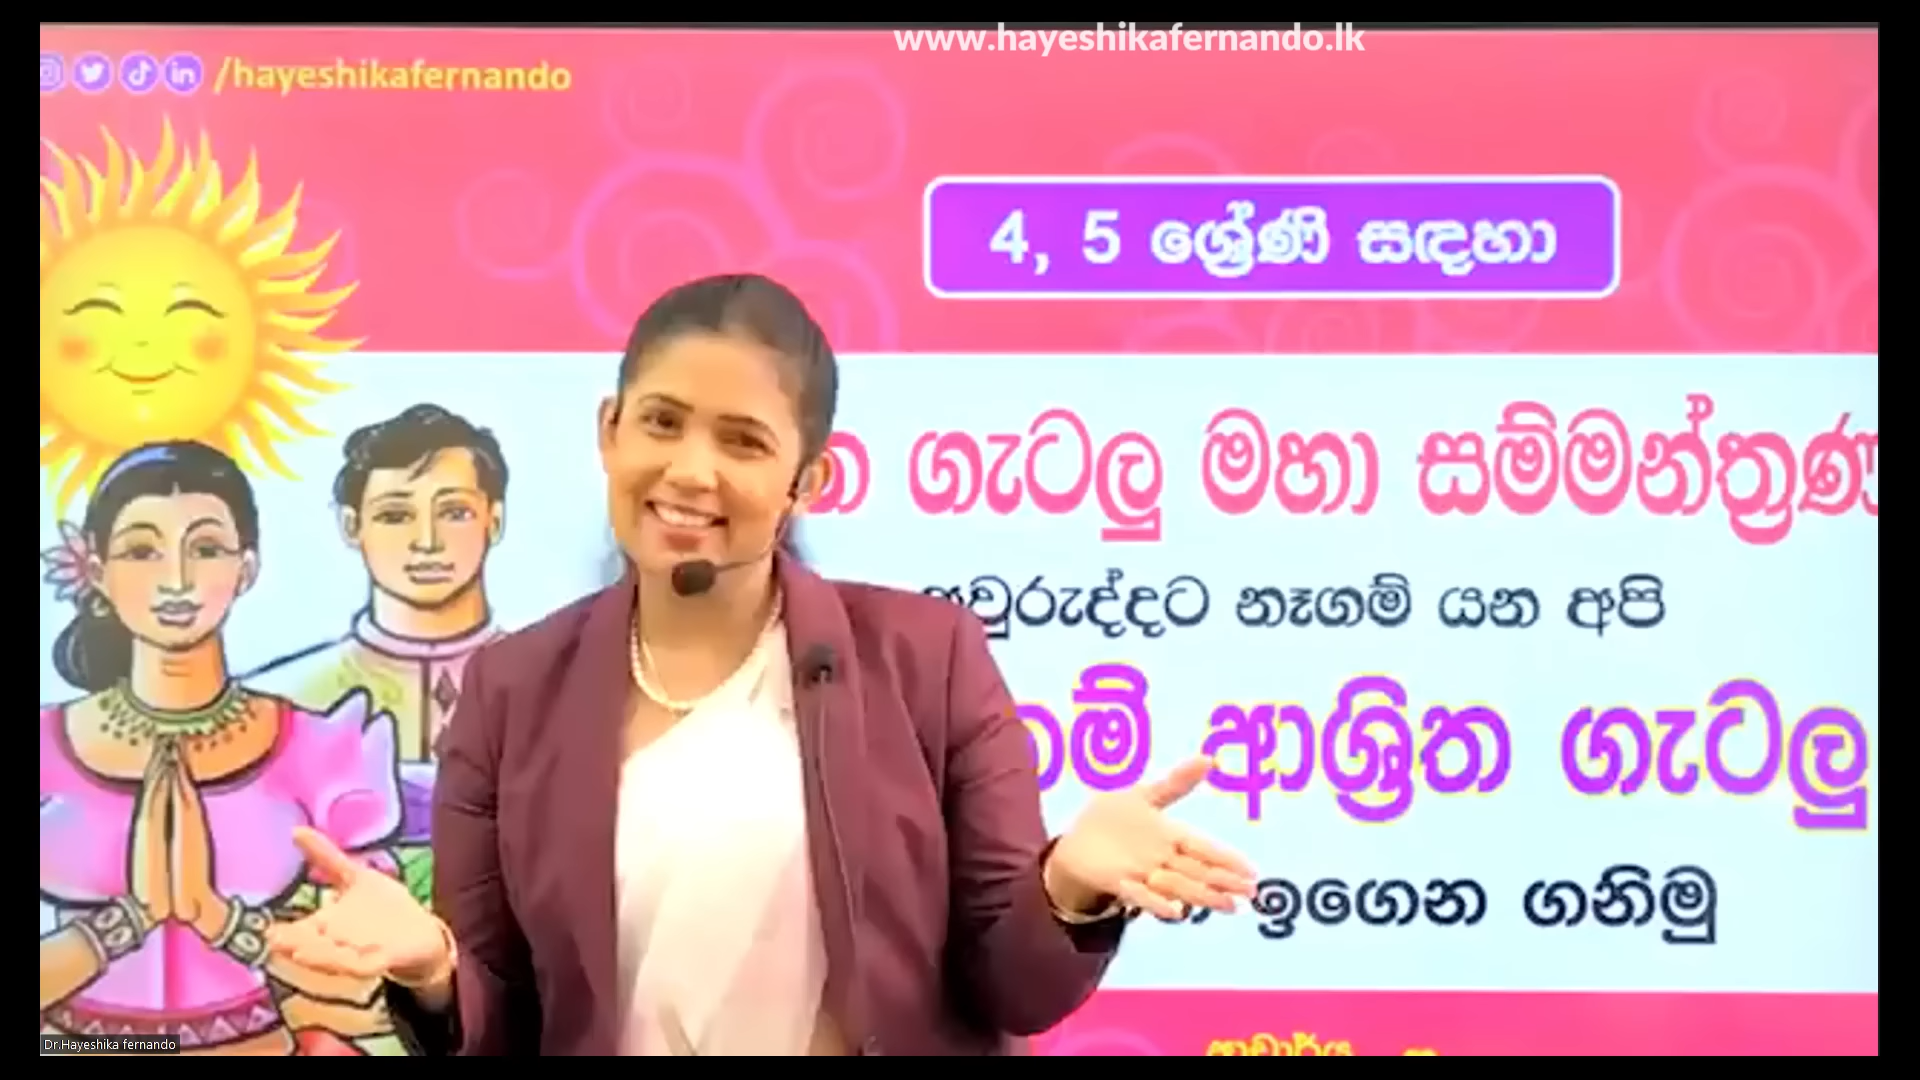 www.hayeshikafernando.lk
/hayeshikafernando
4, 5 ශ්‍රේණි සඳහා
ගැටලු මහා සම්මන්ත්‍රණ
අවුරුද්දට නෑගම් යන අපි
ආශ්‍රිත ගැටලු
ඉගෙන ගනිමු
ආචාර්ය
Dr.Hayeshika fernando